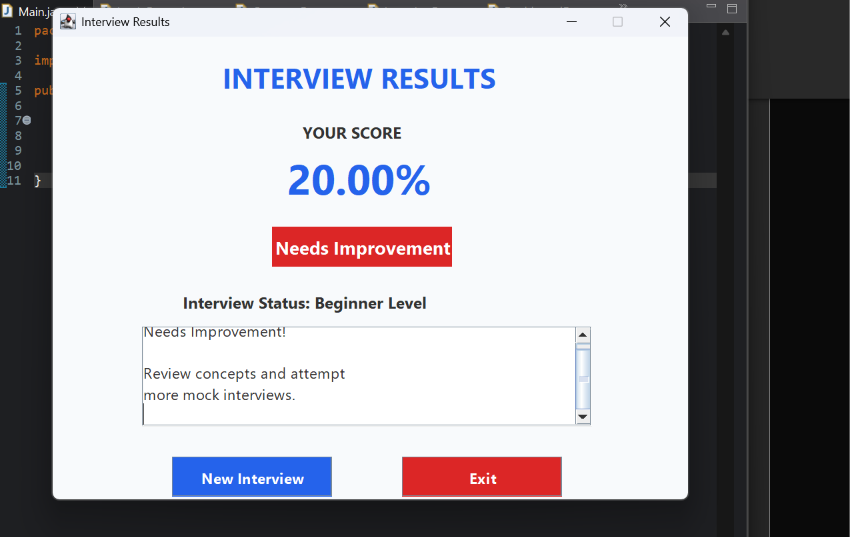 Main.ja
Interview Results
1 pac
2
3 imp
4
5 pub
6
7
8
9
10
11 }
INTERVIEW RESULTS
YOUR SCORE
20.00%
Needs Improvement
Interview Status: Beginner Level
Needs Improvement!
Review concepts and attempt
more mock interviews.
New Interview
Exit